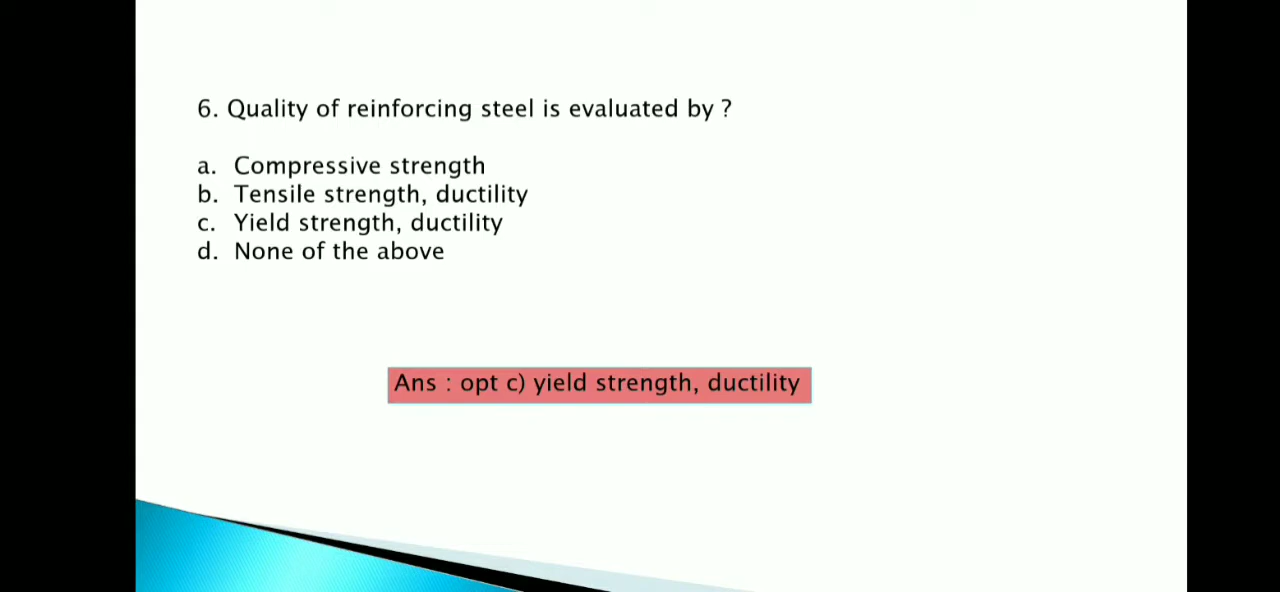 6. Quality of reinforcing steel is evaluated by ?
a. Compressive strength
b. Tensile strength, ductility
c. Yield strength, ductility
d. None of the above
Ans : opt c) yield strength, ductility